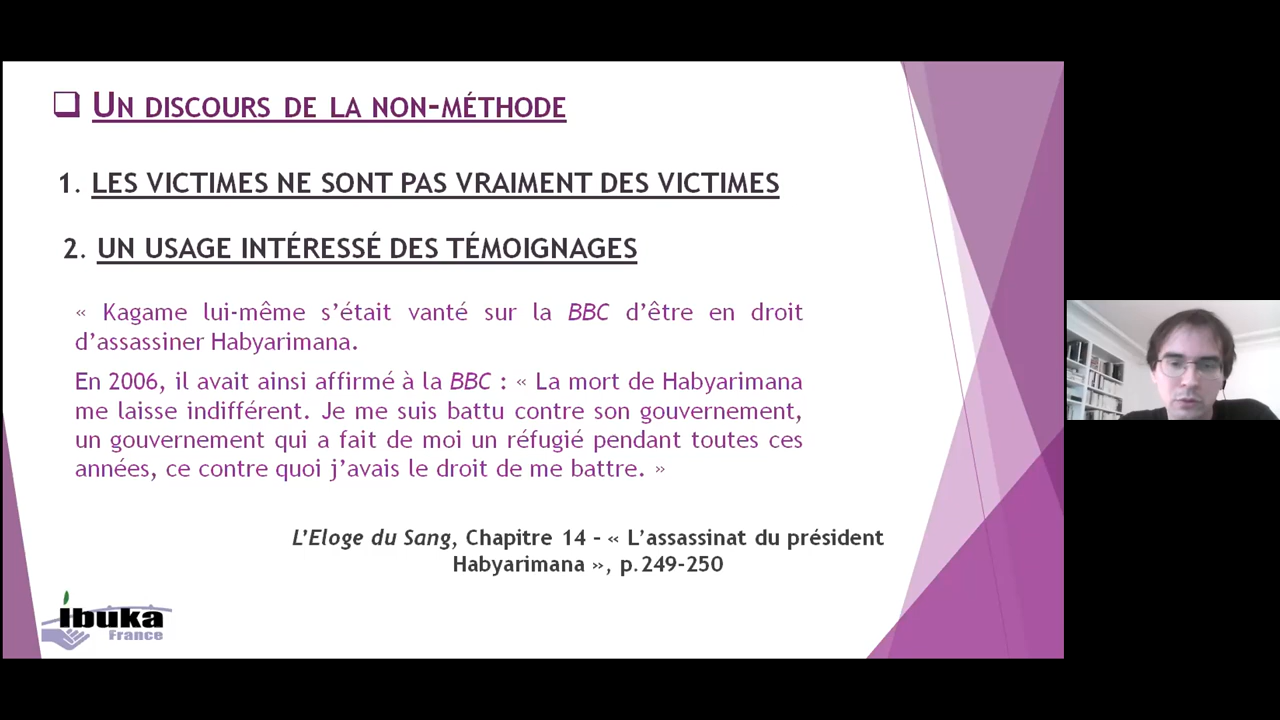 ❑ UN DISCOURS DE LA NON-MÉTHODE
1. LES VICTIMES NE SONT PAS VRAIMENT DES VICTIMES
2. UN USAGE INTÉRESSÉ DES TÉMOIGNAGES
« Kagame lui-même s’était vanté sur la BBC d’être en droit
d’assassiner Habyarimana.
En 2006, il avait ainsi affirmé à la BBC : « La mort de Habyarimana
me laisse indifférent. Je me suis battu contre son gouvernement,
un gouvernement qui a fait de moi un réfugié pendant toutes ces
années, ce contre quoi j’avais le droit de me battre. »
L’Eloge du Sang, Chapitre 14 – « L’assassinat du président
Habyarimana », p.249-250
ibuka
France